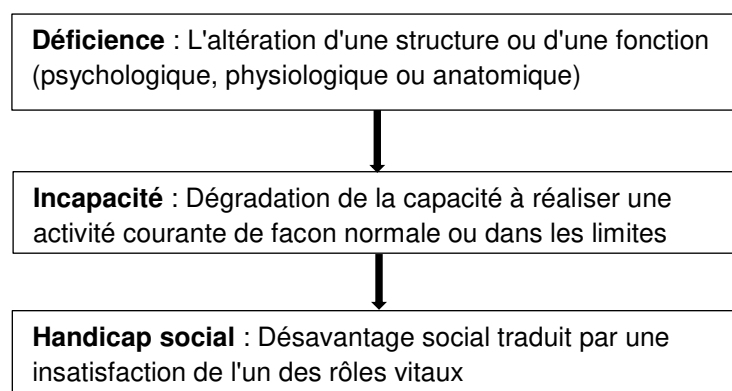 Déficience : L'altération d'une structure ou d'une fonction
(psychologique, physiologique ou anatomique)
Incapacité : Dégradation de la capacité à réaliser une
activité courante de facon normale ou dans les limites
Handicap social : Désavantage social traduit par une
insatisfaction de l'un des rôles vitaux